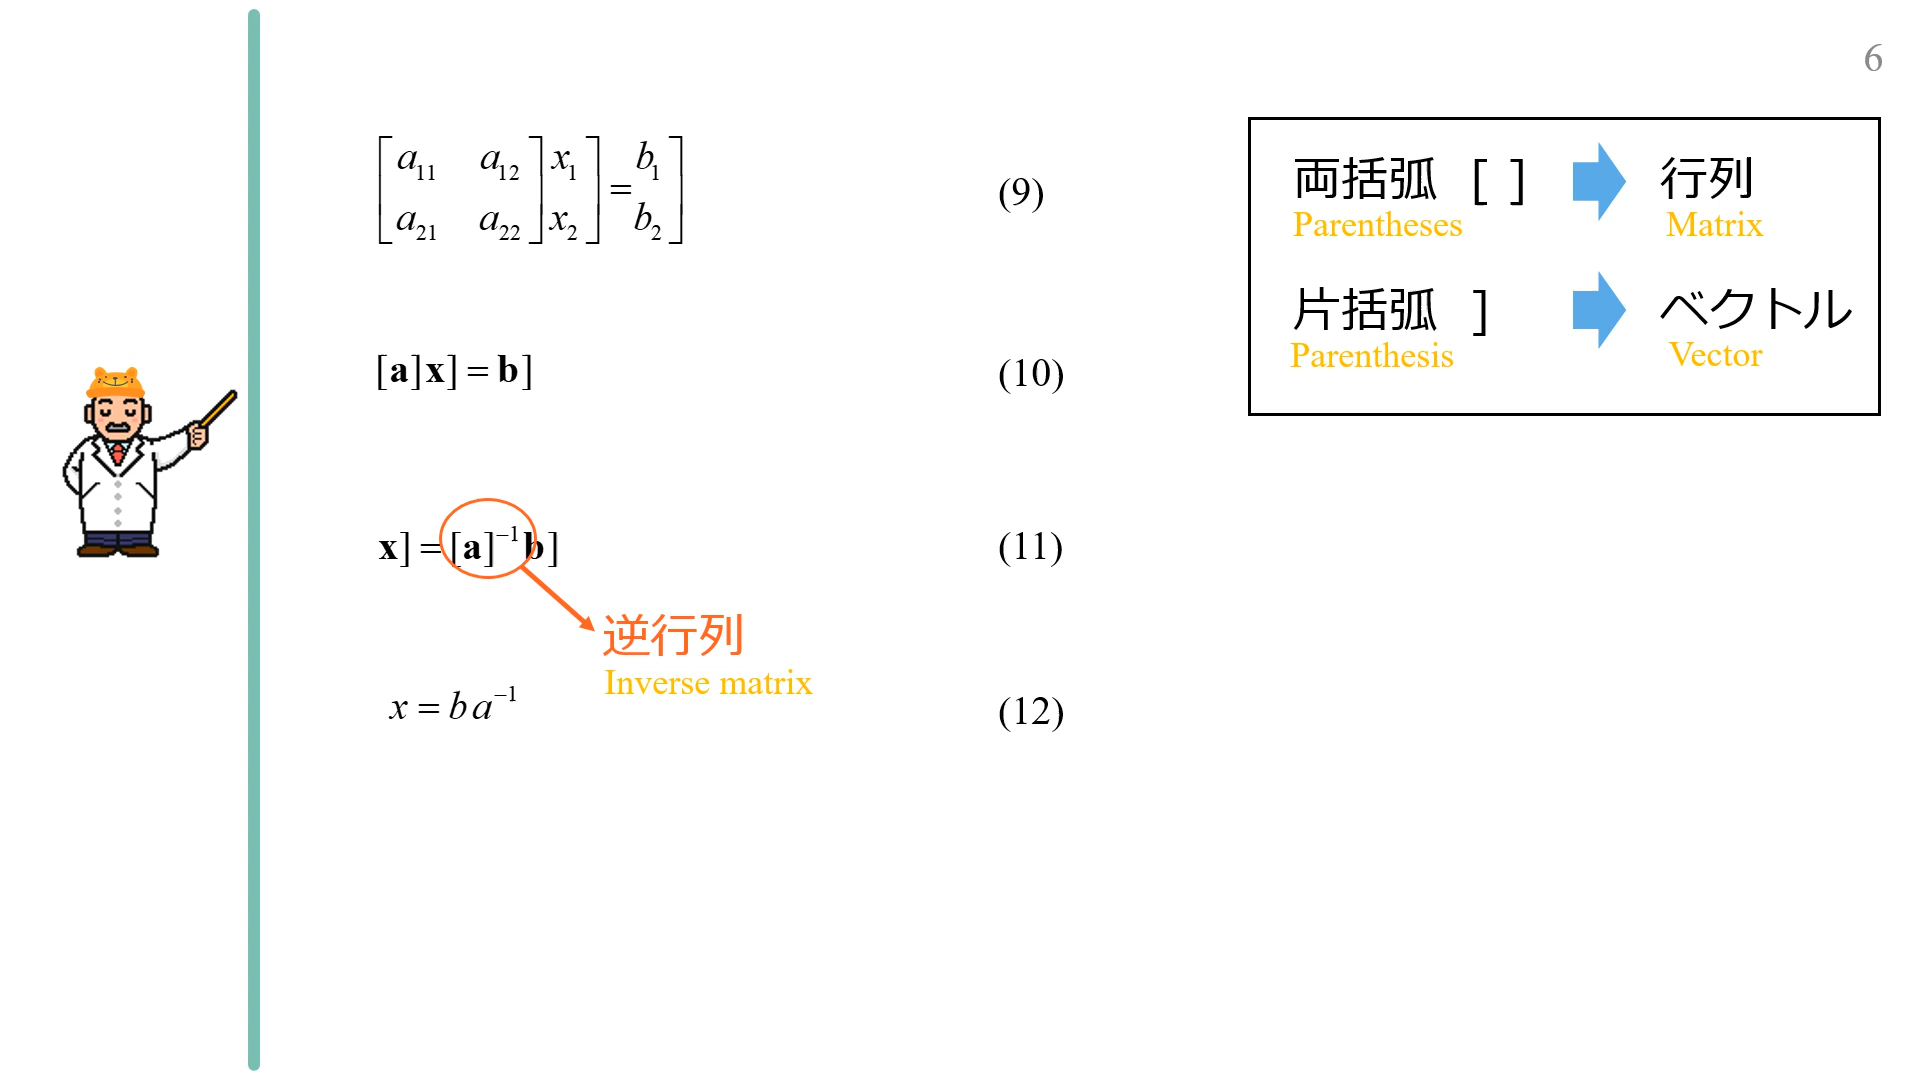 6
[a11 a12
a21 a22] x1
x2] = b1
b2] (9)
両括弧 [ ] 行列
Parentheses Matrix
片括弧 ] ベクトル
Parenthesis Vector
[a]x] = b] (10)
x] = [a]⁻¹b] (11)
逆行列
Inverse matrix
x = b a⁻¹ (12)